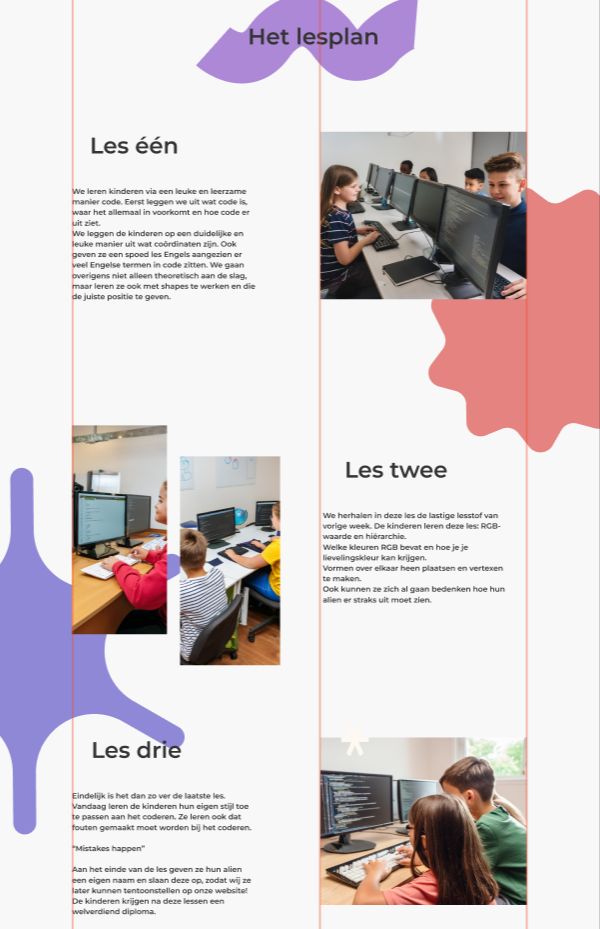 Het lesplan
Les één
We leren kinderen via een leuke en leerzame
manier code. Eerst leggen we uit wat code is,
waar het allemaal in voorkomt en hoe code er
uit ziet.
We leggen de kinderen op een duidelijke en
leuke manier uit wat coördinaten zijn. Ook
geven ze een spoed les Engels aangezien er
veel Engelse termen in code zitten. We gaan
overigens niet alleen theoretisch aan de slag,
maar leren ze ook met shapes te werken en die
de juiste positie te geven.
Les twee
We herhalen in deze les de lastige lesstof van
vorige week. De kinderen leren deze les: RGB-
waarde en hiërarchie.
Welke kleuren RGB bevat en hoe je je
lievelingskleur kan krijgen.
Vormen over elkaar heen plaatsen en vertexen
te maken.
Ook kunnen ze zich al gaan bedenken hoe hun
alien er straks uit moet zien.
Les drie
Eindelijk is het dan zo ver de laatste les.
Vandaag leren de kinderen hun eigen stijl toe
te passen aan het coderen. Ze leren ook dat
fouten gemaakt moet worden bij het coderen.
“Mistakes happen”
Aan het einde van de les geven ze hun alien
een eigen naam en slaan deze op, zodat wij ze
later kunnen tentoonstellen op onze website!
De kinderen krijgen na deze lessen een
welverdiend diploma.